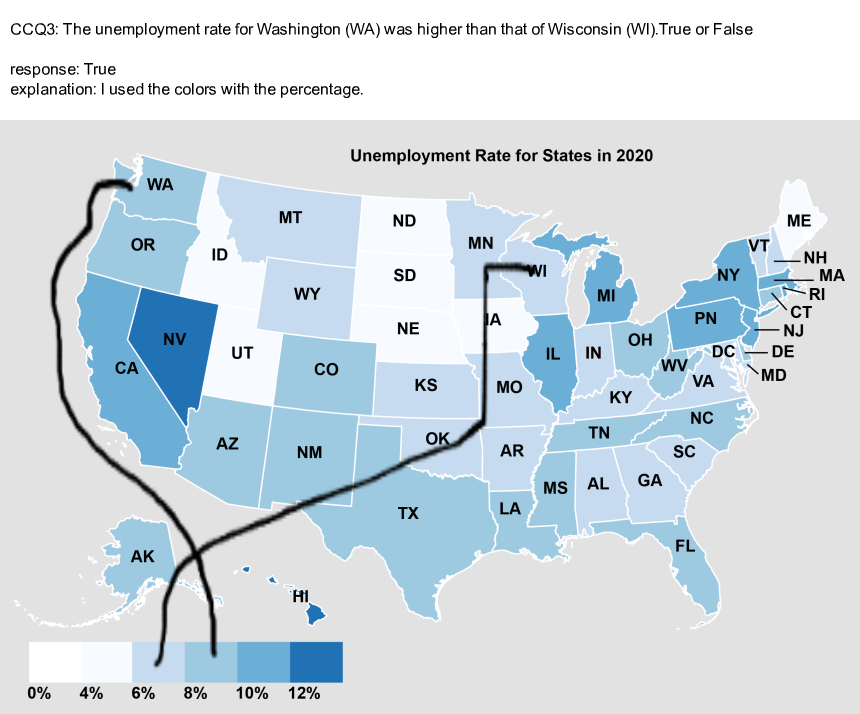 CCQ3: The unemployment rate for Washington (WA) was higher than that of Wisconsin (WI).True or False
response: True
explanation: I used the colors with the percentage.
Unemployment Rate for States in 2020
WA
MT
ND
ME
OR
ID
MN
VT
NH
WI
SD
NY
MA
WY
MI
RI
CT
NE
IA
PN
NJ
NV
UT
OH
IL
IN
DC
DE
CA
CO
WV
MD
KS
MO
VA
KY
NC
OK
TN
AZ
NM
AR
SC
MS
AL
GA
TX
LA
FL
AK
HI
0% 4% 6% 8% 10% 12%